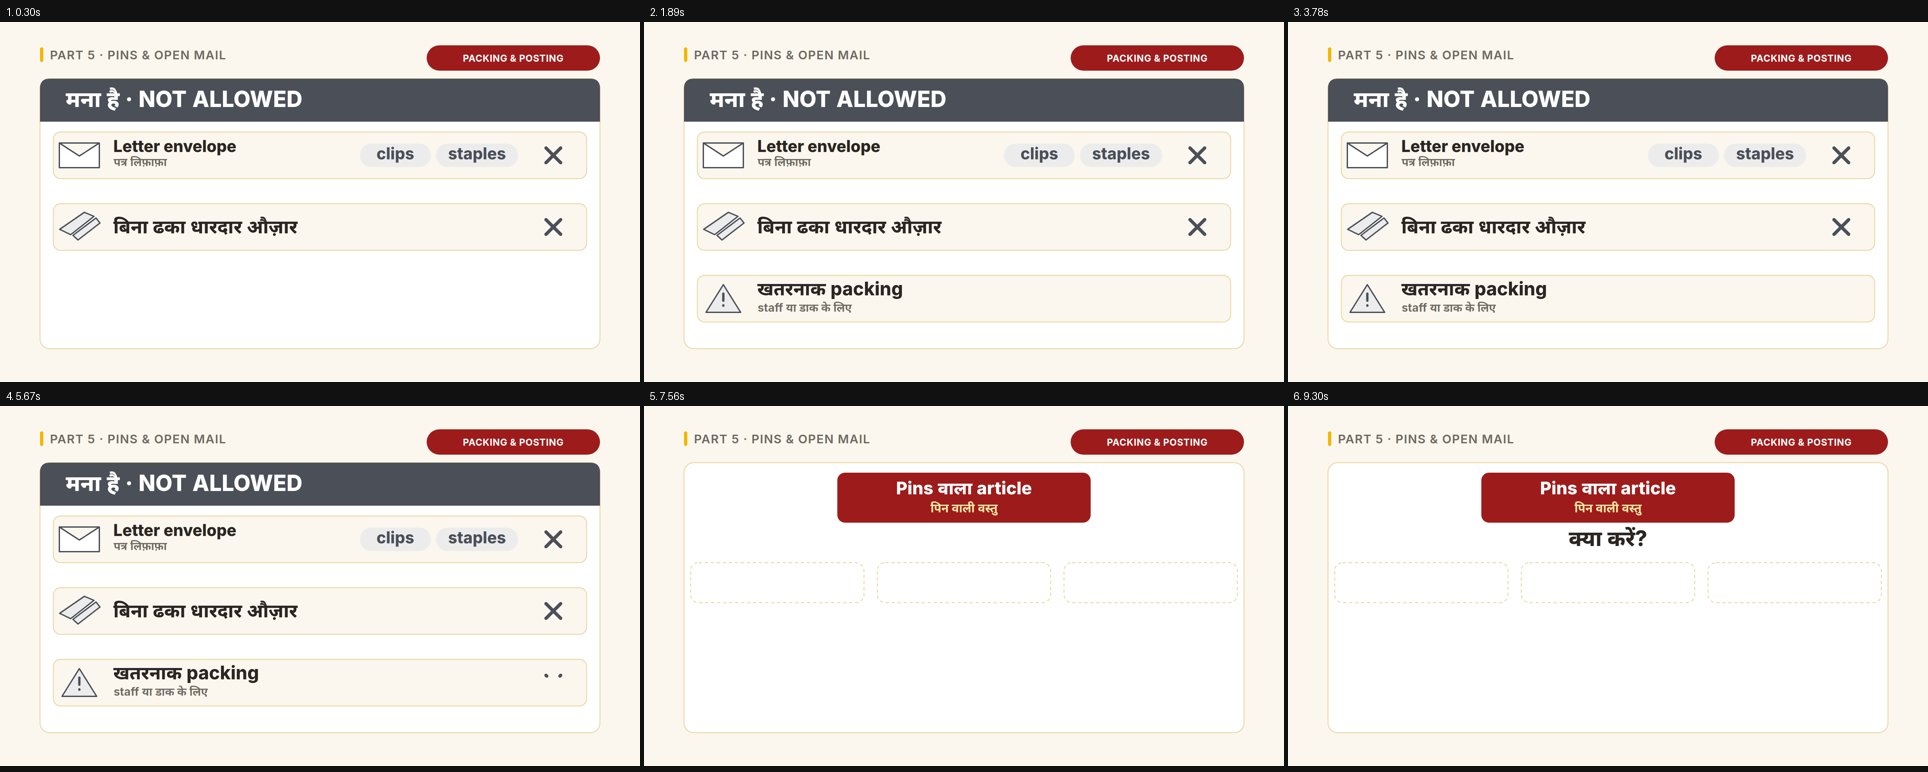 1. 0.30s
PART 5 · PINS & OPEN MAIL
PACKING & POSTING
मना है · NOT ALLOWED
Letter envelope
पत्र लिफ़ाफ़ा
clips
staples
बिना ढका धारदार औज़ार
2. 1.89s
PART 5 · PINS & OPEN MAIL
PACKING & POSTING
मना है · NOT ALLOWED
Letter envelope
पत्र लिफ़ाफ़ा
clips
staples
बिना ढका धारदार औज़ार
खतरनाक packing
staff या डाक के लिए
3. 3.78s
PART 5 · PINS & OPEN MAIL
PACKING & POSTING
मना है · NOT ALLOWED
Letter envelope
पत्र लिफ़ाफ़ा
clips
staples
बिना ढका धारदार औज़ार
खतरनाक packing
staff या डाक के लिए
4. 5.67s
PART 5 · PINS & OPEN MAIL
PACKING & POSTING
मना है · NOT ALLOWED
Letter envelope
पत्र लिफ़ाफ़ा
clips
staples
बिना ढका धारदार औज़ार
खतरनाक packing
staff या डाक के लिए
5. 7.56s
PART 5 · PINS & OPEN MAIL
PACKING & POSTING
Pins वाला article
पिन वाली वस्तु
6. 9.30s
PART 5 · PINS & OPEN MAIL
PACKING & POSTING
Pins वाला article
पिन वाली वस्तु
क्या करें?